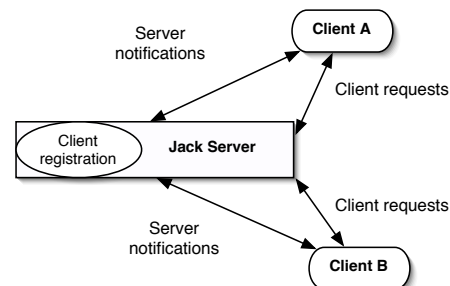 Server
notifications
Client A
Client requests
Client
registration
Jack Server
Client requests
Server
notifications
Client B